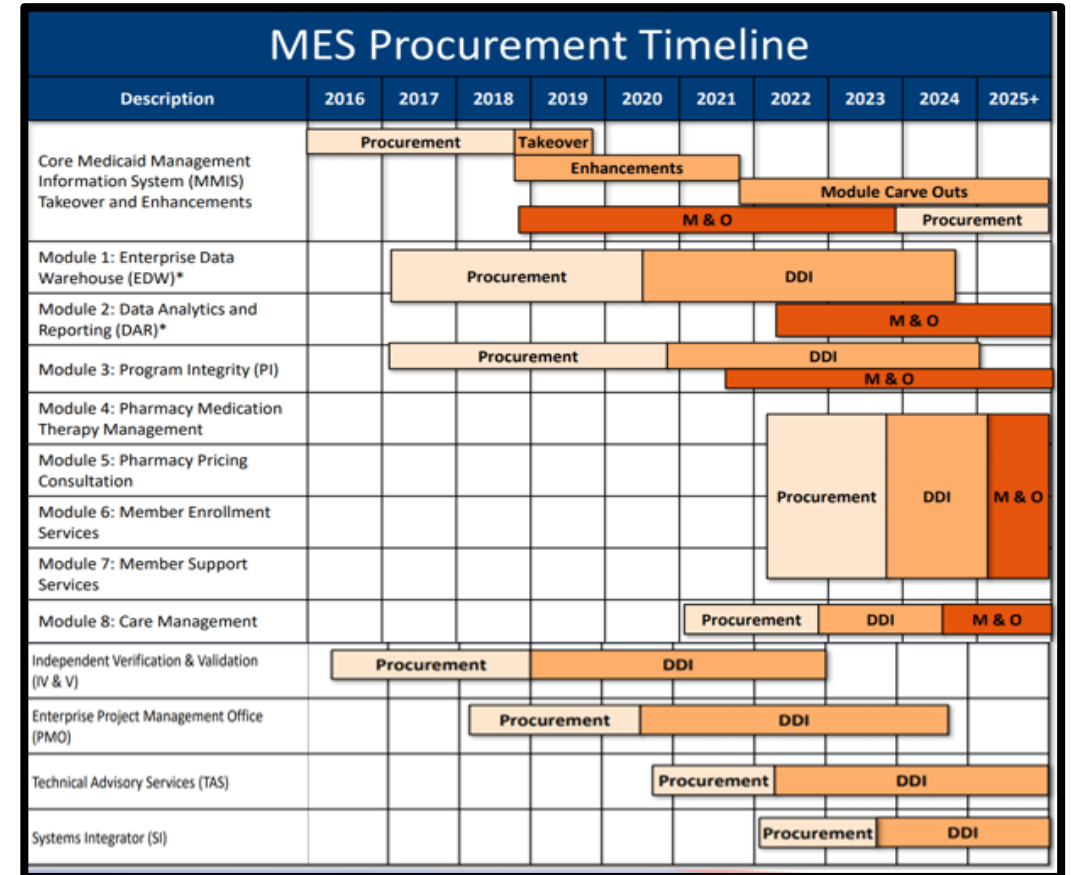 MES Procurement Timeline
Description 2016 2017 2018 2019 2020 2021 2022 2023 2024 2025+
Core Medicaid Management
Information System (MMIS)
Takeover and Enhancements
Procurement Takeover
Enhancements
Module Carve Outs
M & O Procurement
Module 1: Enterprise Data
Warehouse (EDW)*
Procurement DDI
Module 2: Data Analytics and
Reporting (DAR)*
M & O
Module 3: Program Integrity (PI)
Procurement DDI
M & O
Module 4: Pharmacy Medication
Therapy Management
Module 5: Pharmacy Pricing
Consultation
Module 6: Member Enrollment
Services
Module 7: Member Support
Services
Procurement DDI M & O
Module 8: Care Management
Procurement DDI M & O
Independent Verification & Validation
(IV & V)
Procurement DDI
Enterprise Project Management Office
(PMO)
Procurement DDI
Technical Advisory Services (TAS)
Procurement DDI
Systems Integrator (SI)
Procurement DDI